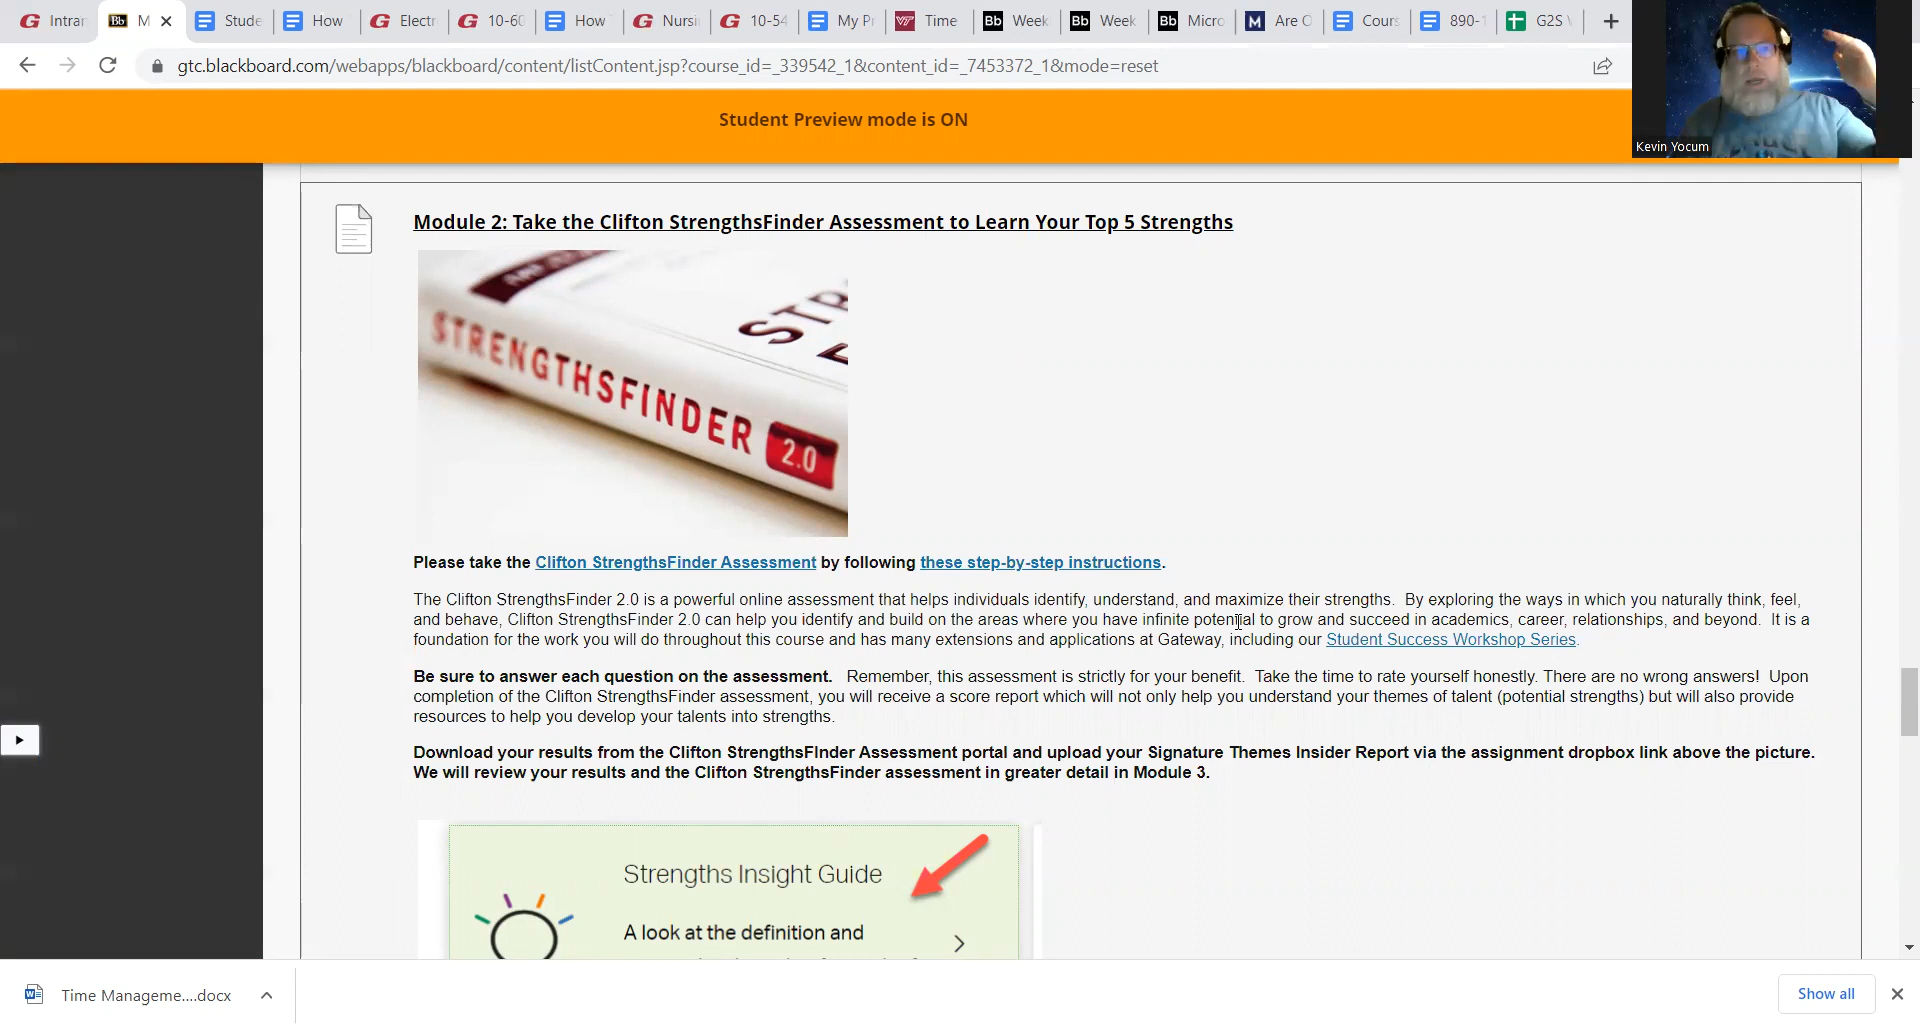 Intrar
M
Stude
How
Electr
10-60
How
Nursi
10-54
My Pr
Time
Week
Week
Micro
Are O
Cours
890-1
G2S
gtc.blackboard.com/webapps/blackboard/content/listContent.jsp?course_id=_339542_1&content_id=_7453372_1&mode=reset
Student Preview mode is ON
Kevin Yocum
Module 2: Take the Clifton StrengthsFinder Assessment to Learn Your Top 5 Strengths
STRENGTHSFINDER 2.0
Please take the Clifton StrengthsFinder Assessment by following these step-by-step instructions.
The Clifton StrengthsFinder 2.0 is a powerful online assessment that helps individuals identify, understand, and maximize their strengths. By exploring the ways in which you naturally think, feel,
and behave, Clifton StrengthsFinder 2.0 can help you identify and build on the areas where you have infinite potential to grow and succeed in academics, career, relationships, and beyond. It is a
foundation for the work you will do throughout this course and has many extensions and applications at Gateway, including our Student Success Workshop Series.
Be sure to answer each question on the assessment. Remember, this assessment is strictly for your benefit. Take the time to rate yourself honestly. There are no wrong answers! Upon
completion of the Clifton StrengthsFinder assessment, you will receive a score report which will not only help you understand your themes of talent (potential strengths) but will also provide
resources to help you develop your talents into strengths.
Download your results from the Clifton StrengthsFInder Assessment portal and upload your Signature Themes Insider Report via the assignment dropbox link above the picture.
We will review your results and the Clifton StrengthsFinder assessment in greater detail in Module 3.
Strengths Insight Guide
A look at the definition and
Time Manageme....docx
Show all